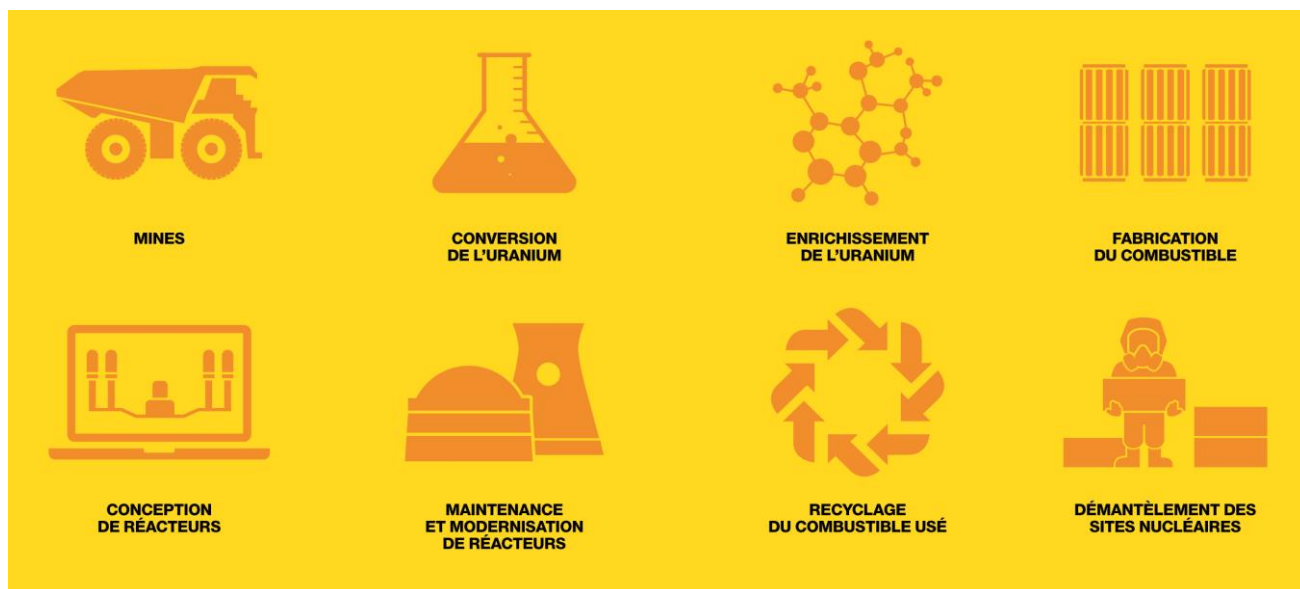 MINES
CONVERSION
DE L'URANIUM
ENRICHISSEMENT
DE L'URANIUM
FABRICATION
DU COMBUSTIBLE
CONCEPTION
DE RÉACTEURS
MAINTENANCE
ET MODERNISATION
DE RÉACTEURS
RECYCLAGE
DU COMBUSTIBLE USÉ
DÉMANTÈLEMENT DES
SITES NUCLÉAIRES